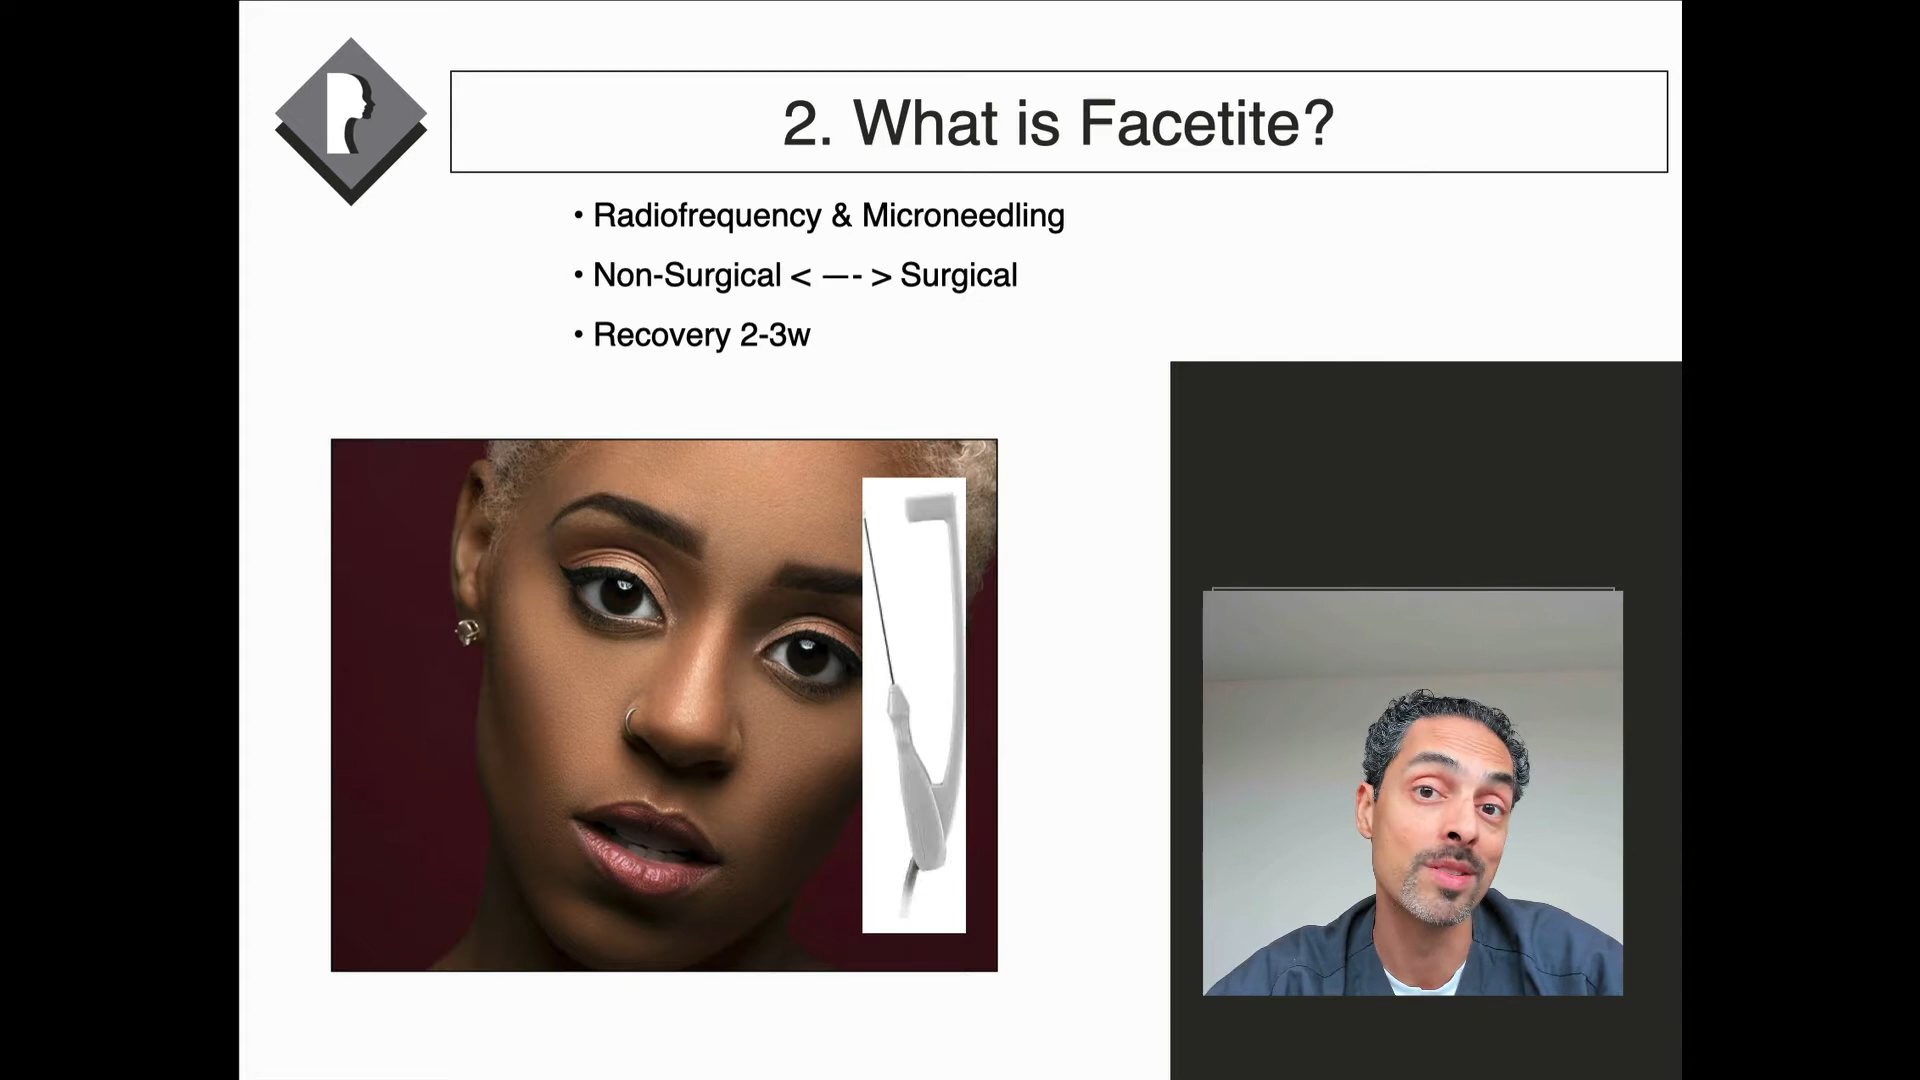 2. What is Facetite?
• Radiofrequency & Microneedling
• Non-Surgical < —- > Surgical
• Recovery 2-3w